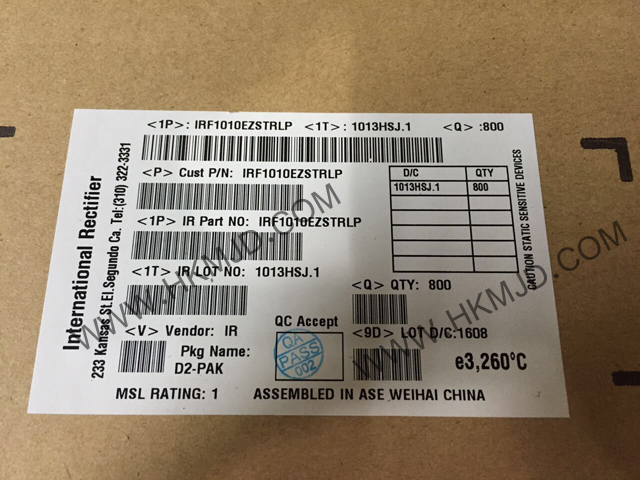 <1P>: IRF1010EZSTRLP <1T>: 1013HSJ.1 <Q> :800
<P> Cust P/N: IRF1010EZSTRLP
D/C QTY
1013HSJ.1 800
<1P> IR Part NO: IRF1010EZSTRLP
<1T> IR LOT NO: 1013HSJ.1
<Q> QTY: 800
<V> Vendor: IR
QC Accept
<9D> LOT D/C:1608
Pkg Name:
D2-PAK
QA
PASS
002
e3,260°C
MSL RATING: 1 ASSEMBLED IN ASE WEIHAI CHINA
International Rectifier
233 Kansas St.El.Segundo Ca. Tel:(310) 322-3331
CAUTION STATIC SENSITIVE DEVICES
WWW.HKMJD.COM
WWW.HKMJD.COM